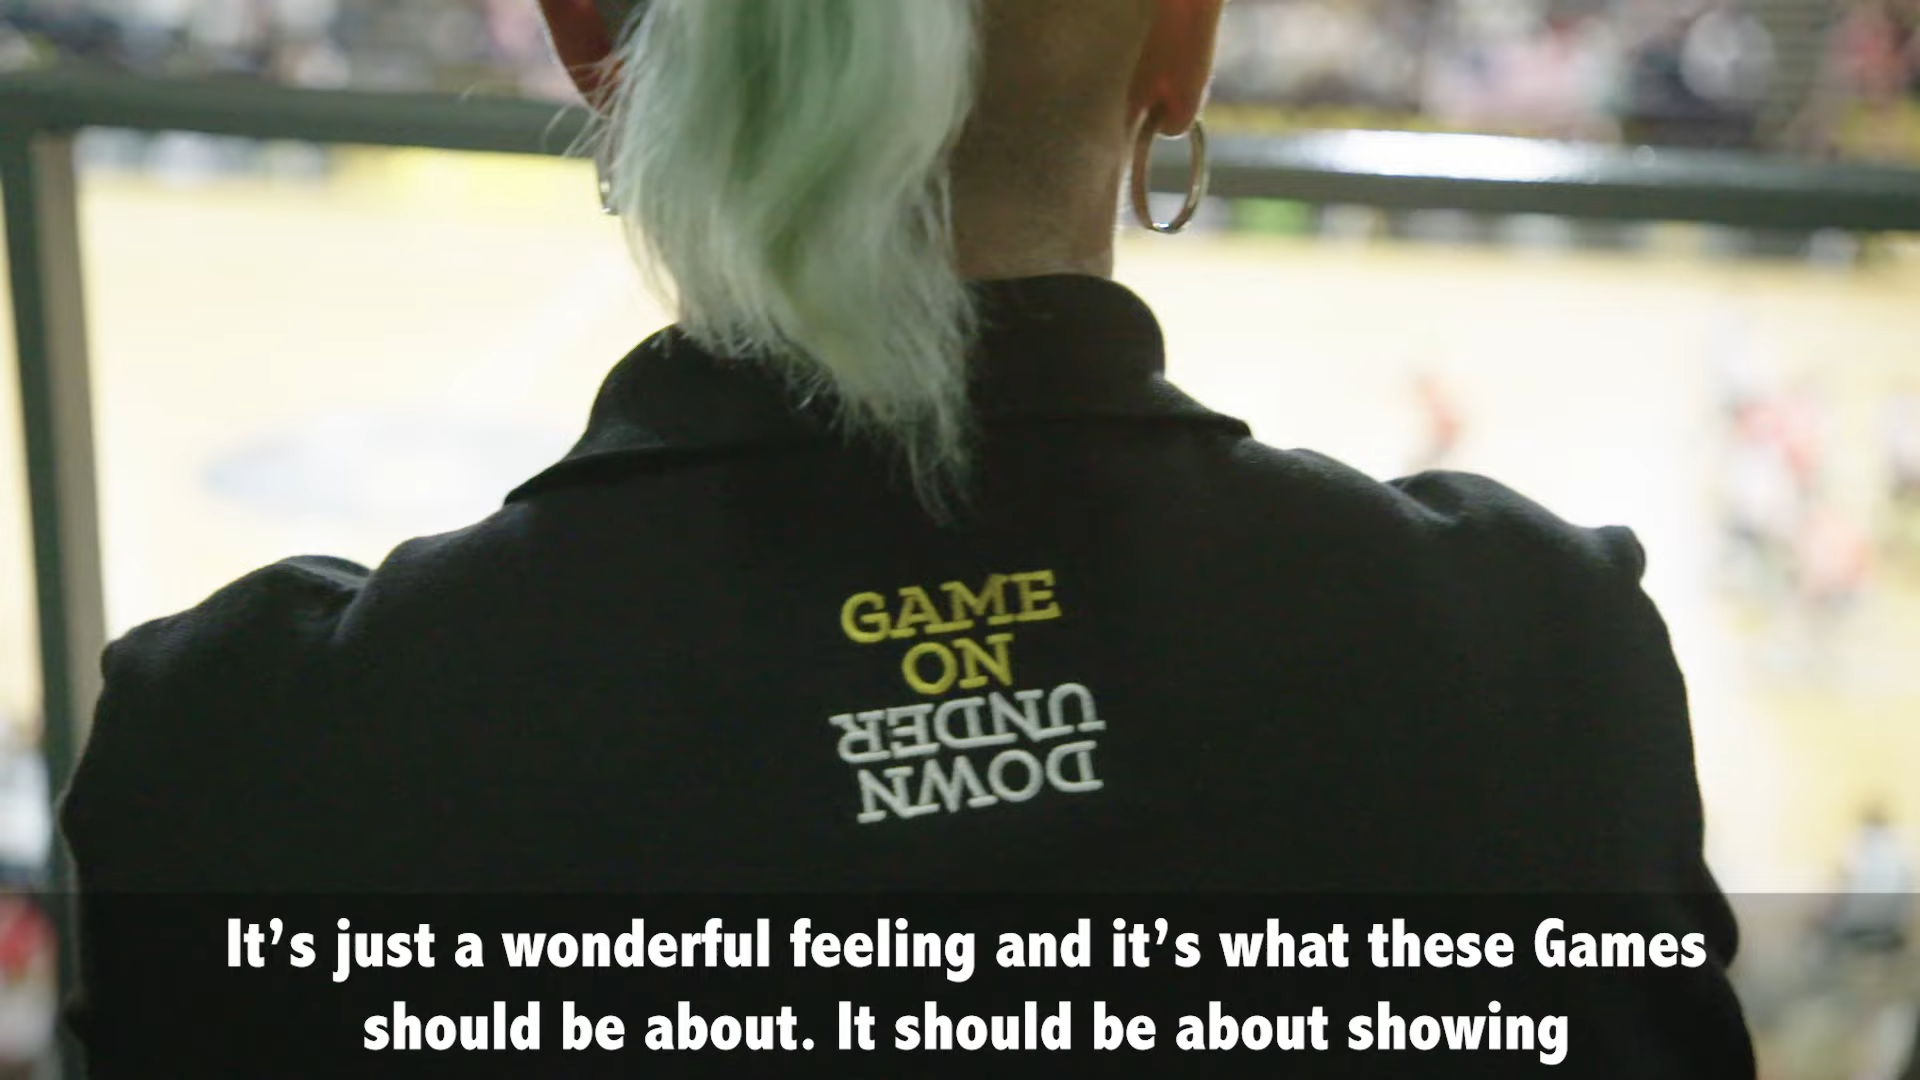 GAME
ON
UNDER
DOWN
It’s just a wonderful feeling and it’s what these Games
should be about. It should be about showing